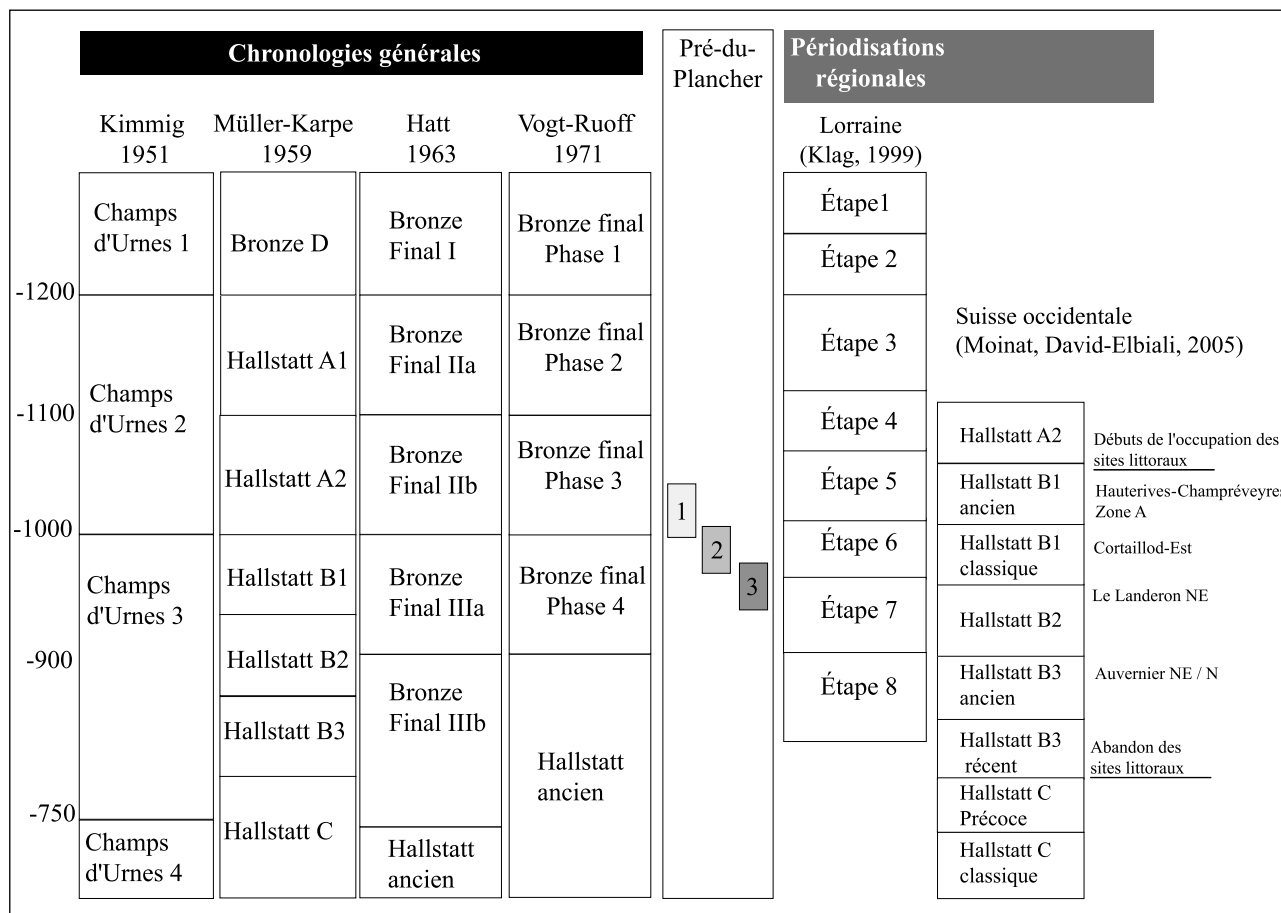 Chronologies générales
Pré-du-
Plancher
Périodisations
régionales
Kimmig
1951
Müller-Karpe
1959
Hatt
1963
Vogt-Ruoff
1971
Lorraine
(Klag, 1999)
Champs
d'Urnes 1
Bronze D
Bronze
Final I
Bronze final
Phase 1
Étape1
Étape 2
-1200
Champs
d'Urnes 2
Hallstatt A1
Bronze
Final IIa
Bronze final
Phase 2
Étape 3
Suisse occidentale
(Moinat, David-Elbiali, 2005)
-1100
Hallstatt A2
Bronze
Final IIb
Bronze final
Phase 3
Étape 4
Étape 5
Hallstatt A2
Débuts de l'occupation des
sites littoraux
Hallstatt B1
ancien
Hauterives-Champréveyres
Zone A
1
-1000
2
3
Champs
d'Urnes 3
Hallstatt B1
Bronze
Final IIIa
Bronze final
Phase 4
Étape 6
Étape 7
Hallstatt B1
classique
Cortaillod-Est
Le Landeron NE
Hallstatt B2
-900
Hallstatt B2
Bronze
Final IIIb
Étape 8
Hallstatt B3
ancien
Auvernier NE / N
Hallstatt B3
Hallstatt
ancien
Hallstatt B3
récent
Abandon des
sites littoraux
-750
Champs
d'Urnes 4
Hallstatt C
Hallstatt
ancien
Hallstatt C
Précoce
Hallstatt C
classique